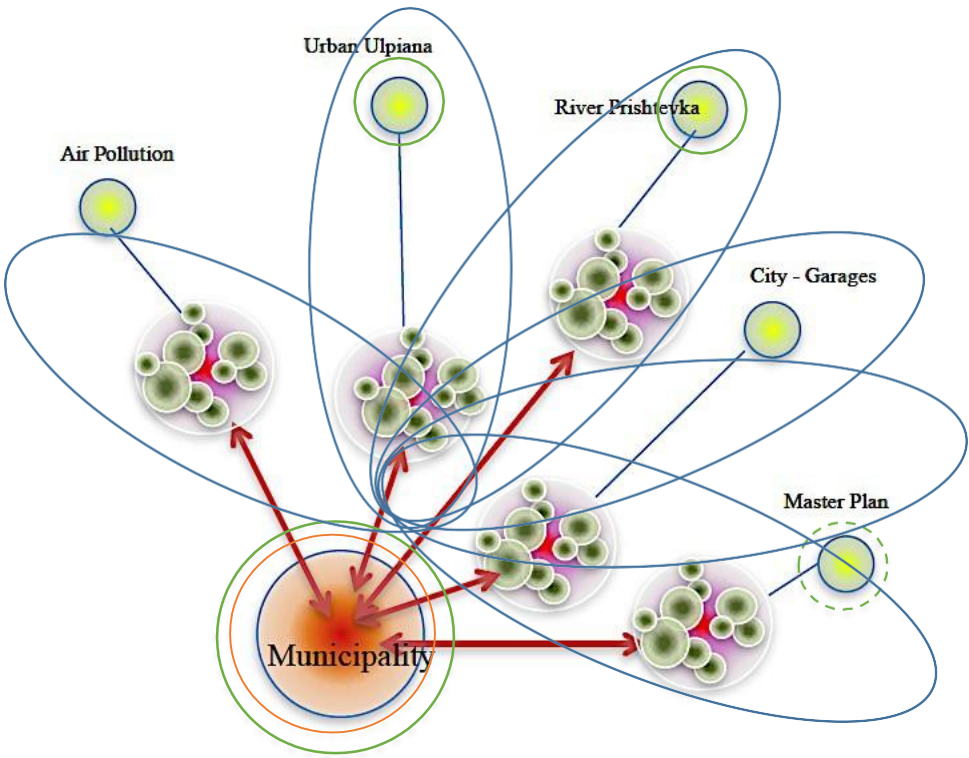 Urban Ulpiana
River Prishtevka
Air Pollution
City - Garages
Master Plan
Municipality